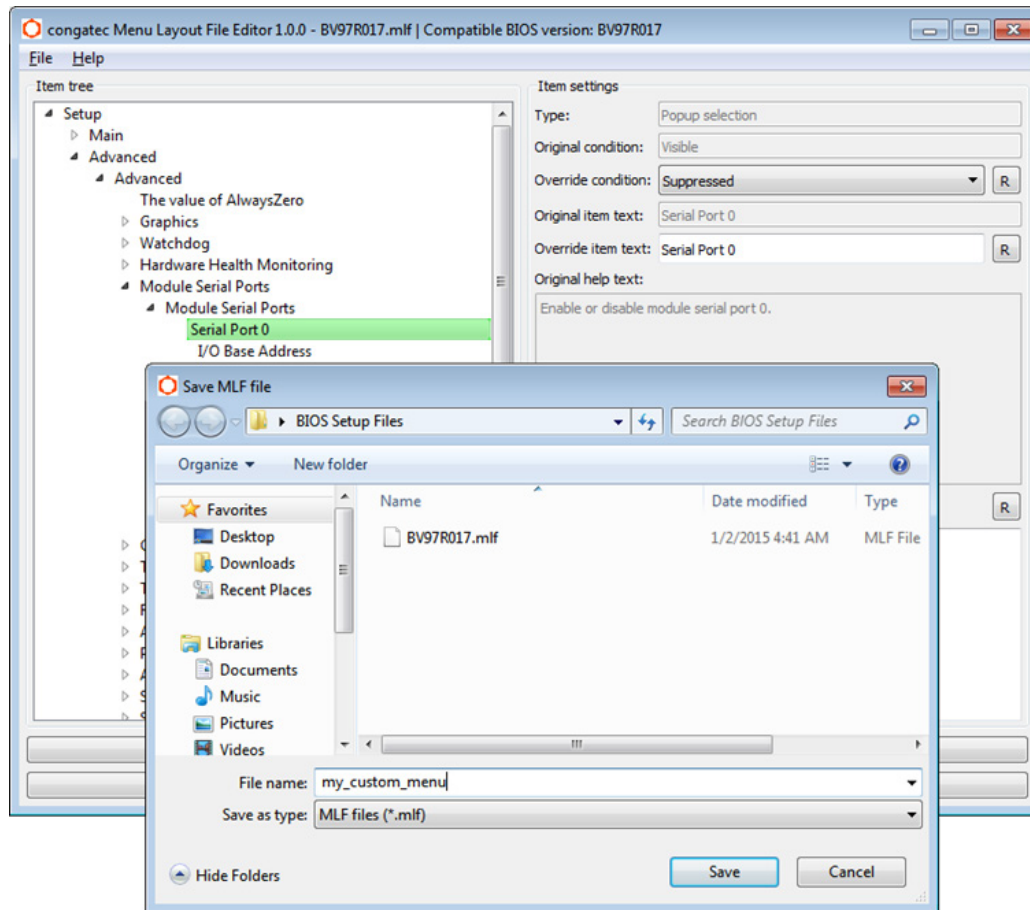 congatec Menu Layout File Editor 1.0.0 - BV97R017.mlf | Compatible BIOS version: BV97R017
File Help
Item tree
Setup
Main
Advanced
Advanced
The value of AlwaysZero
Graphics
Watchdog
Hardware Health Monitoring
Module Serial Ports
Module Serial Ports
Serial Port 0
I/O Base Address
Item settings
Type: Popup selection
Original condition: Visible
Override condition: Suppressed R
Original item text: Serial Port 0
Override item text: Serial Port 0 R
Original help text:
Enable or disable module serial port 0.
R
Save MLF file
BIOS Setup Files
Search BIOS Setup Files
Organize New folder
Favorites
Desktop
Downloads
Recent Places
Libraries
Documents
Music
Pictures
Videos
Name Date modified Type
BV97R017.mlf 1/2/2015 4:41 AM MLF File
File name: my_custom_menu
Save as type: MLF files (*.mlf)
Hide Folders
Save Cancel